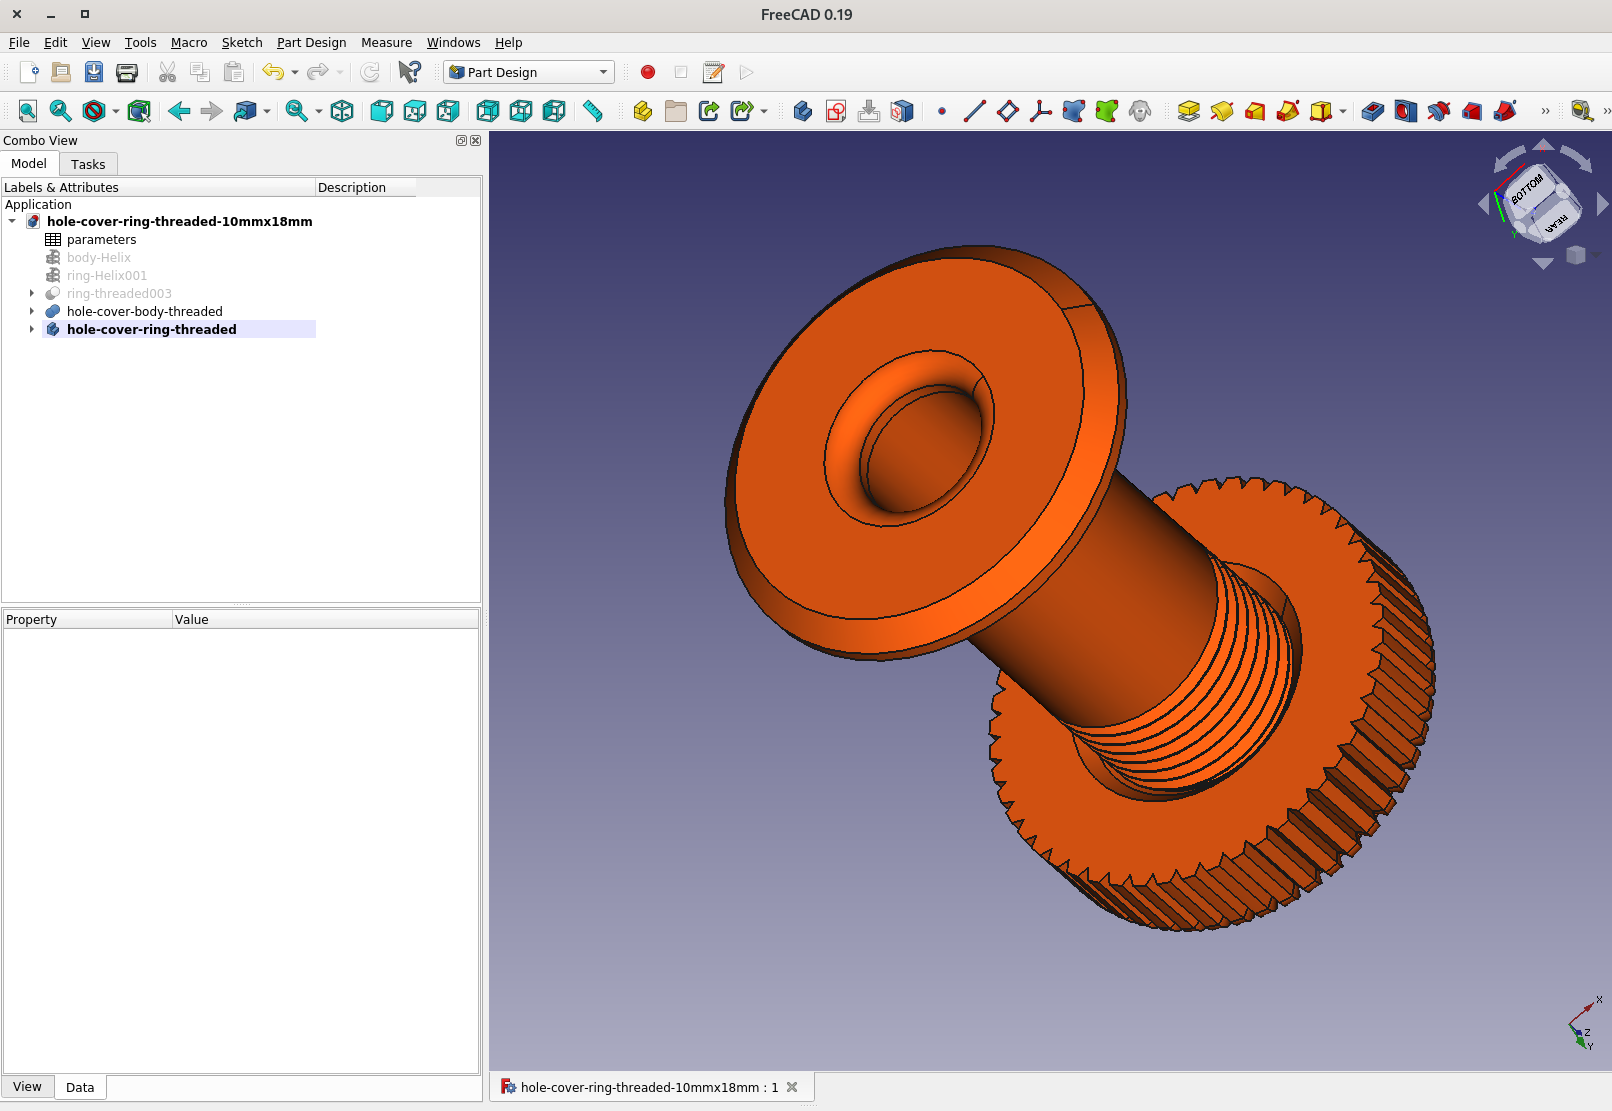 FreeCAD 0.19
File Edit View Tools Macro Sketch Part Design Measure Windows Help
Part Design
Combo View
Model Tasks
Labels & Attributes Description
Application
hole-cover-ring-threaded-10mmx18mm
parameters
body-Helix
ring-Helix001
ring-threaded003
hole-cover-body-threaded
hole-cover-ring-threaded
Property Value
View Data
BOTTOM
REAR
Y
X
Z
Y
hole-cover-ring-threaded-10mmx18mm : 1